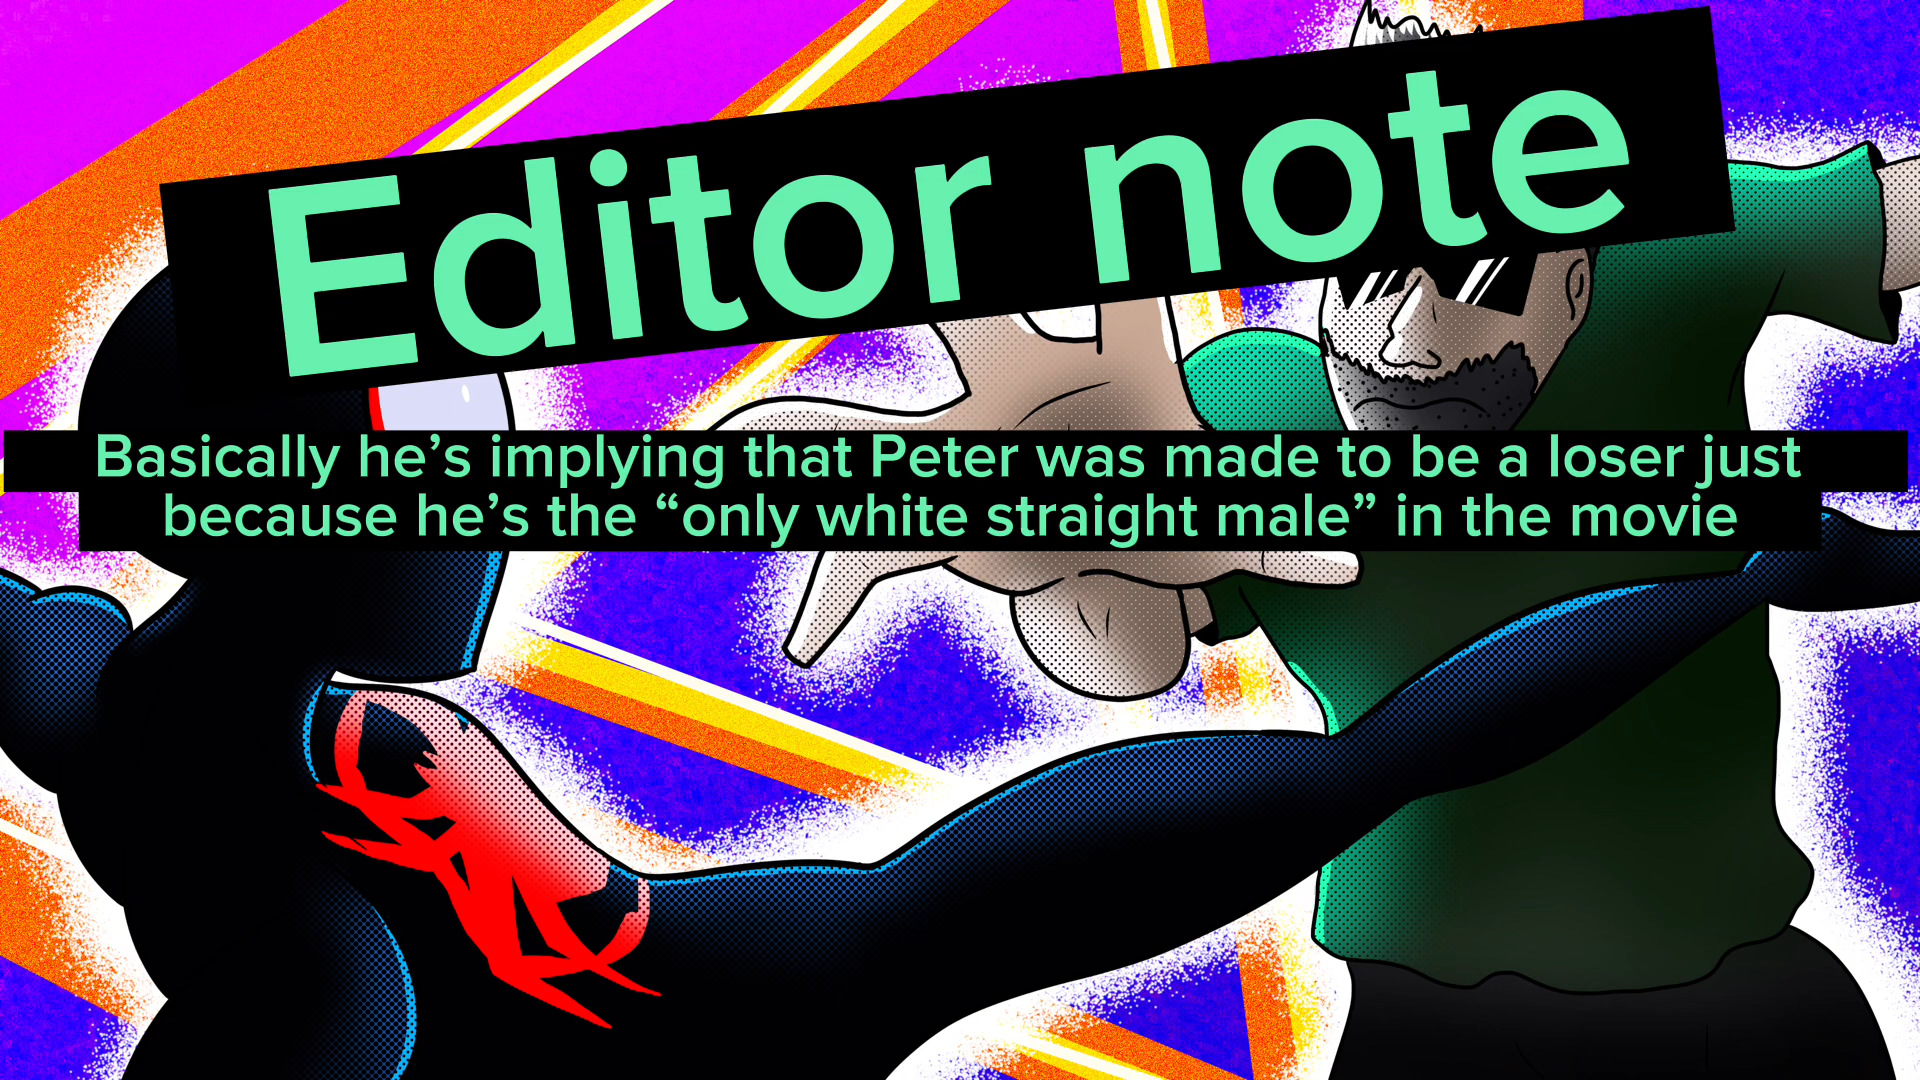 Editor note
Basically he’s implying that Peter was made to be a loser just
because he’s the “only white straight male” in the movie